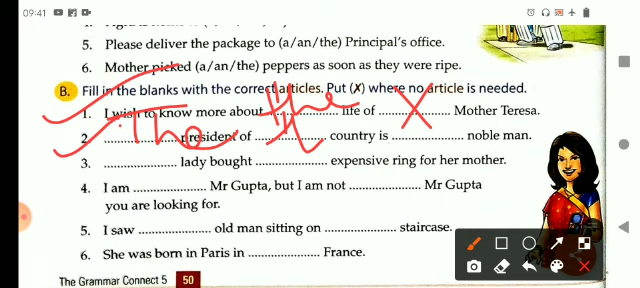 09:41
5. Please deliver the package to (a/an/the) Principal's office.
6. Mother picked (a/an/the) peppers as soon as they were ripe.
B. Fill in the blanks with the correct articles. Put (✗) where no article is needed.
1. I wish to know more about .................... life of .................... Mother Teresa.
the X
2. .................... president of .................... country is .................... noble man.
The
3. .................... lady bought .................... expensive ring for her mother.
4. I am .................... Mr Gupta, but I am not .................... Mr Gupta
you are looking for.
5. I saw .................... old man sitting on .................... staircase.
6. She was born in Paris in .................... France.
The Grammar Connect 5 50